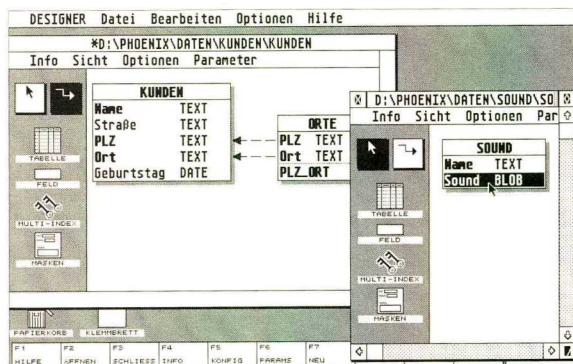 DESIGNER Datei Bearbeiten Optionen Hilfe
*D:\PHOENIX\DATEN\KUNDEN\KUNDEN
Info Sicht Optionen Parameter
TABELLE
FELD
MULTI-INDEX
MASKEN
KUNDEN
Name TEXT
Straße TEXT
PLZ TEXT
Ort TEXT
Geburtstag DATE
ORTE
PLZ TEXT
Ort TEXT
PLZ_ORT
D:\PHOENIX\DATEN\SOUND\SO
Info Sicht Optionen Par
TABELLE
FELD
MULTI-INDEX
MASKEN
SOUND
Name TEXT
Sound BLOB
PAPIERKORB KLEMMBRETT
F1 F2 F3 F4 F5 F6 F7
HILFE ÖFFNEN SCHLIESS INFO KONFIG PARAMS NEU